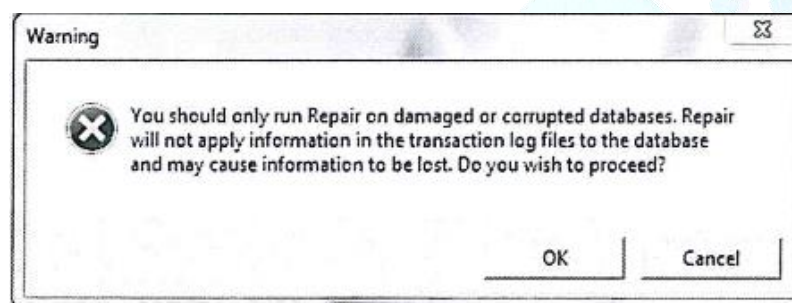 Warning
You should only run Repair on damaged or corrupted databases. Repair
will not apply information in the transaction log files to the database
and may cause information to be lost. Do you wish to proceed?
OK
Cancel